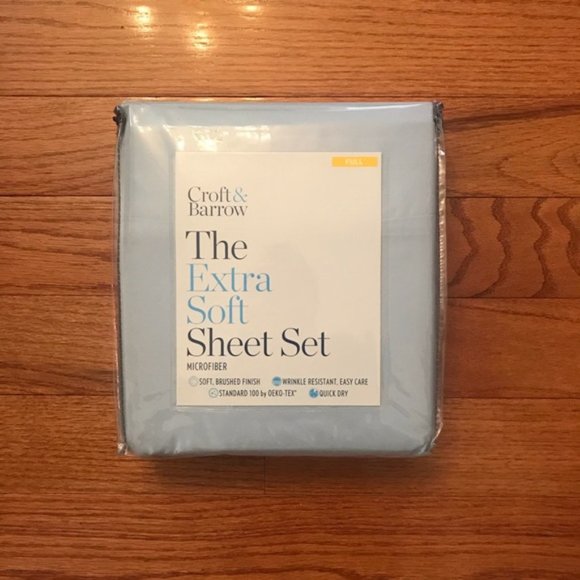 FULL
Croft&
Barrow
The
Extra
Soft
Sheet Set
MICROFIBER
SOFT, BRUSHED FINISH WRINKLE RESISTANT, EASY CARE
STANDARD 100 by OEKO-TEX® QUICK DRY